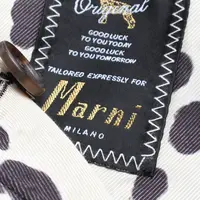 Original
GOOD LUCK
TO YOU TODAY
GOOD LUCK
TO YOU TOMORROW
TAILORED EXPRESSLY FOR
Marni
MILANO